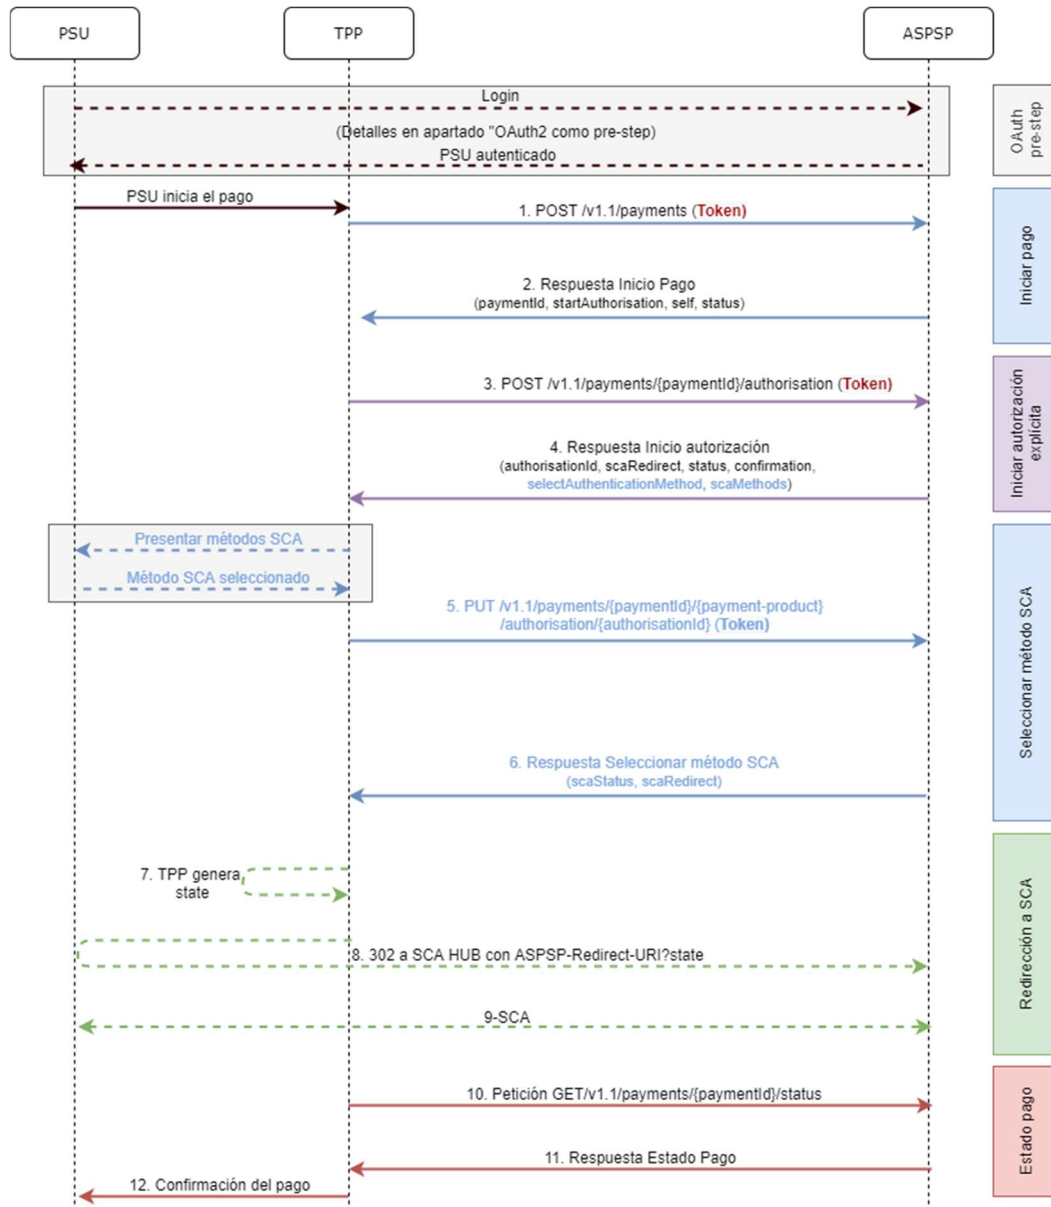 PSU
TPP
ASPSP
Login
(Detalles en apartado "OAuth2 como pre-step)
PSU autenticado
OAuth
pre-step
PSU inicia el pago
1. POST /v1.1/payments (Token)
2. Respuesta Inicio Pago
(paymentId, startAuthorisation, self, status)
Iniciar pago
3. POST /v1.1/payments/{paymentId}/authorisation (Token)
4. Respuesta Inicio autorización
(authorisationId, scaRedirect, status, confirmation,
selectAuthenticationMethod, scaMethods)
Iniciar autorización
explícita
Presentar métodos SCA
Método SCA seleccionado
5. PUT /v1.1/payments/{paymentId}/{payment-product}
/authorisation/{authorisationId} (Token)
6. Respuesta Seleccionar método SCA
(scaStatus, scaRedirect)
Seleccionar método SCA
7. TPP genera
state
8. 302 a SCA HUB con ASPSP-Redirect-URI?state
9-SCA
Redirección a SCA
10. Petición GET/v1.1/payments/{paymentId}/status
11. Respuesta Estado Pago
12. Confirmación del pago
Estado pago